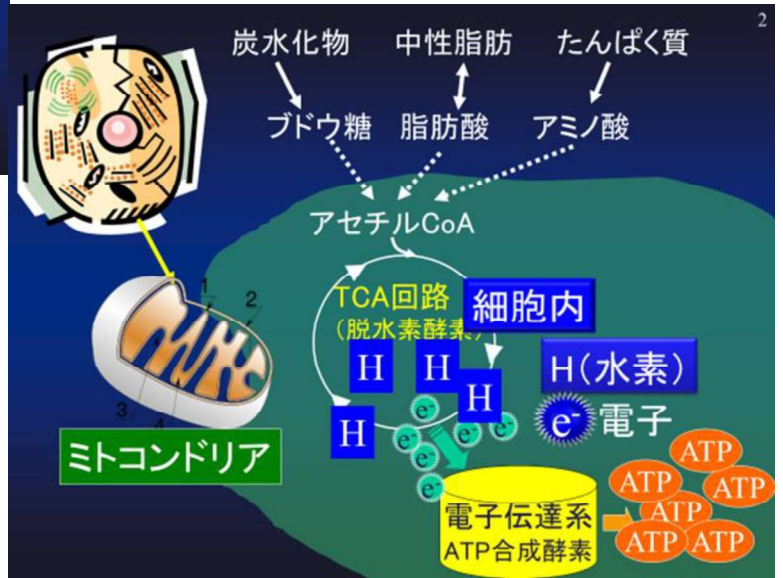 2
炭水化物 中性脂肪 たんぱく質
ブドウ糖 脂肪酸 アミノ酸
アセチルCoA
TCA回路
(脱水素酵素)
細胞内
H H H H
H(水素)
e⁻ 電子
e⁻ e⁻ e⁻ e⁻ e⁻ e⁻
1 2
3 4
ミトコンドリア
電子伝達系
ATP合成酵素
ATP
ATP ATP
ATP
ATP ATP